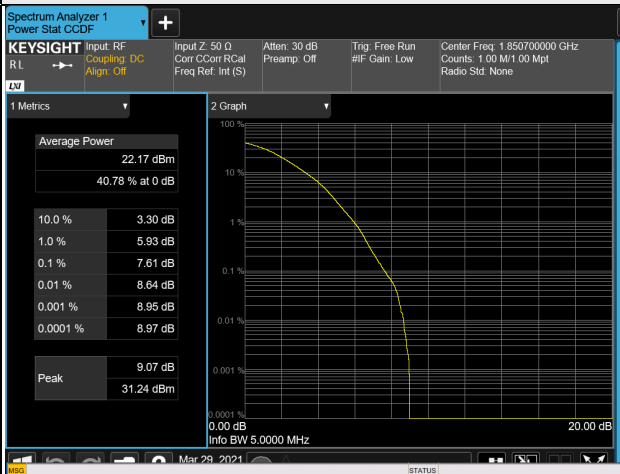 Spectrum Analyzer 1
Power Stat CCDF
KEYSIGHT
R L
LXI
Input: RF
Coupling: DC
Align: Off
Input Z: 50 Ω
Corr CCorr RCal
Freq Ref: Int (S)
Atten: 30 dB
Preamp: Off
Trig: Free Run
#IF Gain: Low
Center Freq: 1.850700000 GHz
Counts: 1.00 M/1.00 Mpt
Radio Std: None
1 Metrics
Average Power
22.17 dBm
40.78 % at 0 dB
10.0 % 3.30 dB
1.0 % 5.93 dB
0.1 % 7.61 dB
0.01 % 8.64 dB
0.001 % 8.95 dB
0.0001 % 8.97 dB
Peak
9.07 dB
31.24 dBm
2 Graph
100 %
10 %
1 %
0.1 %
0.01 %
0.001 %
0.0001 %
0.00 dB 20.00 dB
Info BW 5.0000 MHz
Mar 29, 2021
MSG STATUS